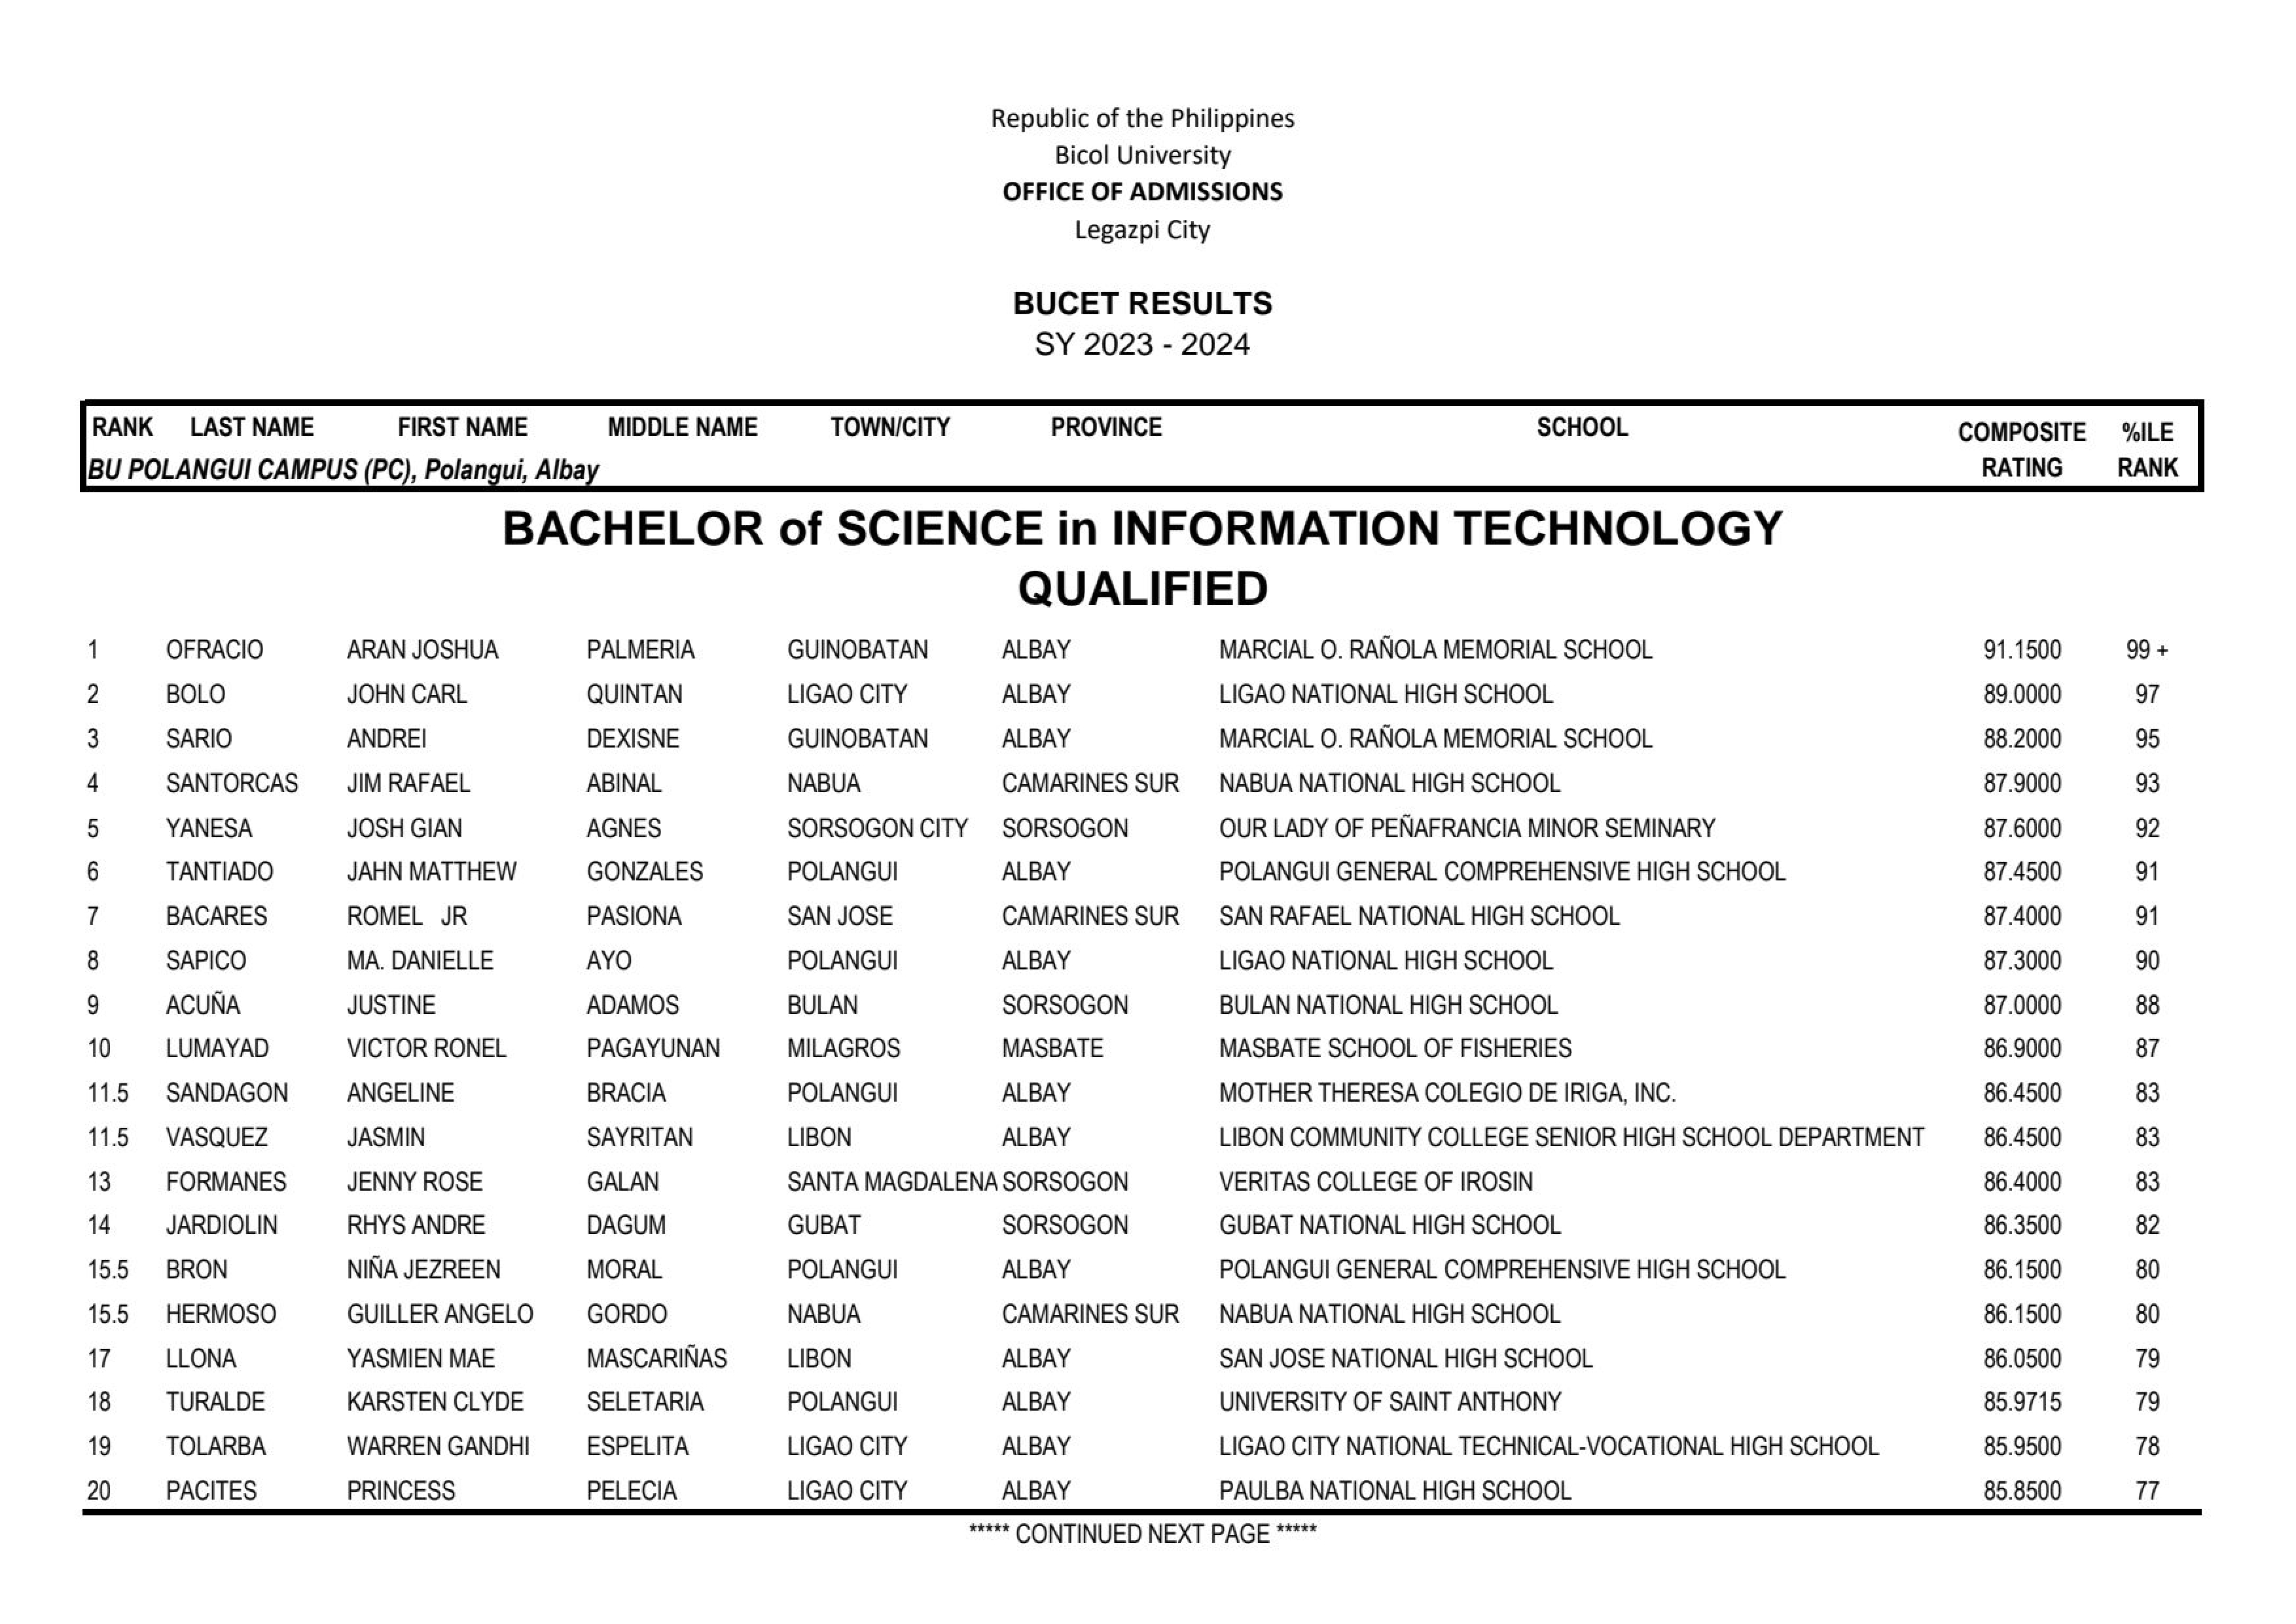 Republic of the Philippines
Bicol University
OFFICE OF ADMISSIONS
Legazpi City
BUCET RESULTS
SY 2023 - 2024
RANK LAST NAME FIRST NAME MIDDLE NAME TOWN/CITY PROVINCE SCHOOL COMPOSITE RATING %ILE RANK
BU POLANGUI CAMPUS (PC), Polangui, Albay
BACHELOR of SCIENCE in INFORMATION TECHNOLOGY
QUALIFIED
1 OFRACIO ARAN JOSHUA PALMERIA GUINOBATAN ALBAY MARCIAL O. RAÑOLA MEMORIAL SCHOOL 91.1500 99 +
2 BOLO JOHN CARL QUINTAN LIGAO CITY ALBAY LIGAO NATIONAL HIGH SCHOOL 89.0000 97
3 SARIO ANDREI DEXISNE GUINOBATAN ALBAY MARCIAL O. RAÑOLA MEMORIAL SCHOOL 88.2000 95
4 SANTORCAS JIM RAFAEL ABINAL NABUA CAMARINES SUR NABUA NATIONAL HIGH SCHOOL 87.9000 93
5 YANESA JOSH GIAN AGNES SORSOGON CITY SORSOGON OUR LADY OF PEÑAFRANCIA MINOR SEMINARY 87.6000 92
6 TANTIADO JAHN MATTHEW GONZALES POLANGUI ALBAY POLANGUI GENERAL COMPREHENSIVE HIGH SCHOOL 87.4500 91
7 BACARES ROMEL JR PASIONA SAN JOSE CAMARINES SUR SAN RAFAEL NATIONAL HIGH SCHOOL 87.4000 91
8 SAPICO MA. DANIELLE AYO POLANGUI ALBAY LIGAO NATIONAL HIGH SCHOOL 87.3000 90
9 ACUÑA JUSTINE ADAMOS BULAN SORSOGON BULAN NATIONAL HIGH SCHOOL 87.0000 88
10 LUMAYAD VICTOR RONEL PAGAYUNAN MILAGROS MASBATE MASBATE SCHOOL OF FISHERIES 86.9000 87
11.5 SANDAGON ANGELINE BRACIA POLANGUI ALBAY MOTHER THERESA COLEGIO DE IRIGA, INC. 86.4500 83
11.5 VASQUEZ JASMIN SAYRITAN LIBON ALBAY LIBON COMMUNITY COLLEGE SENIOR HIGH SCHOOL DEPARTMENT 86.4500 83
13 FORMANES JENNY ROSE GALAN SANTA MAGDALENA SORSOGON VERITAS COLLEGE OF IROSIN 86.4000 83
14 JARDIOLIN RHYS ANDRE DAGUM GUBAT SORSOGON GUBAT NATIONAL HIGH SCHOOL 86.3500 82
15.5 BRON NIÑA JEZREEN MORAL POLANGUI ALBAY POLANGUI GENERAL COMPREHENSIVE HIGH SCHOOL 86.1500 80
15.5 HERMOSO GUILLER ANGELO GORDO NABUA CAMARINES SUR NABUA NATIONAL HIGH SCHOOL 86.1500 80
17 LLONA YASMIEN MAE MASCARIÑAS LIBON ALBAY SAN JOSE NATIONAL HIGH SCHOOL 86.0500 79
18 TURALDE KARSTEN CLYDE SELETARIA POLANGUI ALBAY UNIVERSITY OF SAINT ANTHONY 85.9715 79
19 TOLARBA WARREN GANDHI ESPELITA LIGAO CITY ALBAY LIGAO CITY NATIONAL TECHNICAL-VOCATIONAL HIGH SCHOOL 85.9500 78
20 PACITES PRINCESS PELECIA LIGAO CITY ALBAY PAULBA NATIONAL HIGH SCHOOL 85.8500 77
***** CONTINUED NEXT PAGE *****